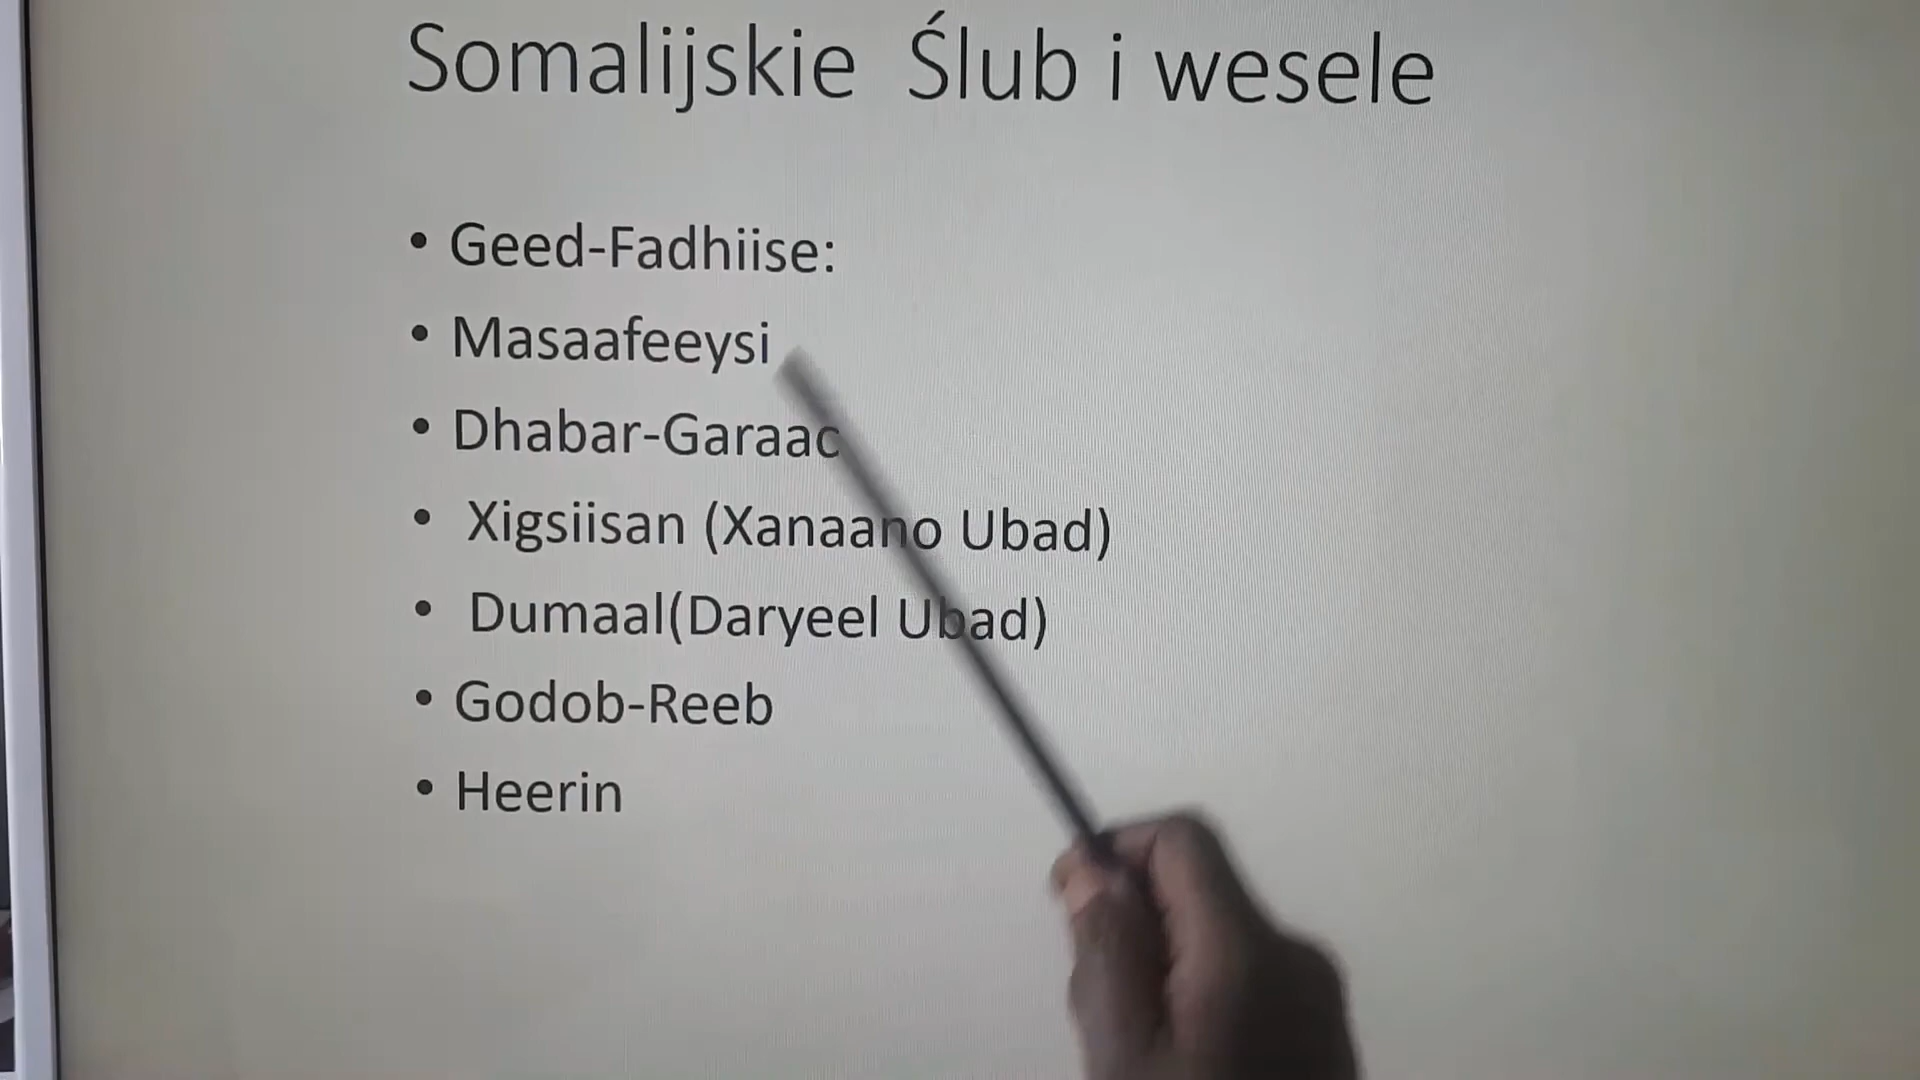 Somalijskie Ślub i wesele
• Geed-Fadhiise:
• Masaafeeysi
• Dhabar-Garaac
• Xigsiisan (Xanaano Ubad)
• Dumaal(Daryeel Ubad)
• Godob-Reeb
• Heerin